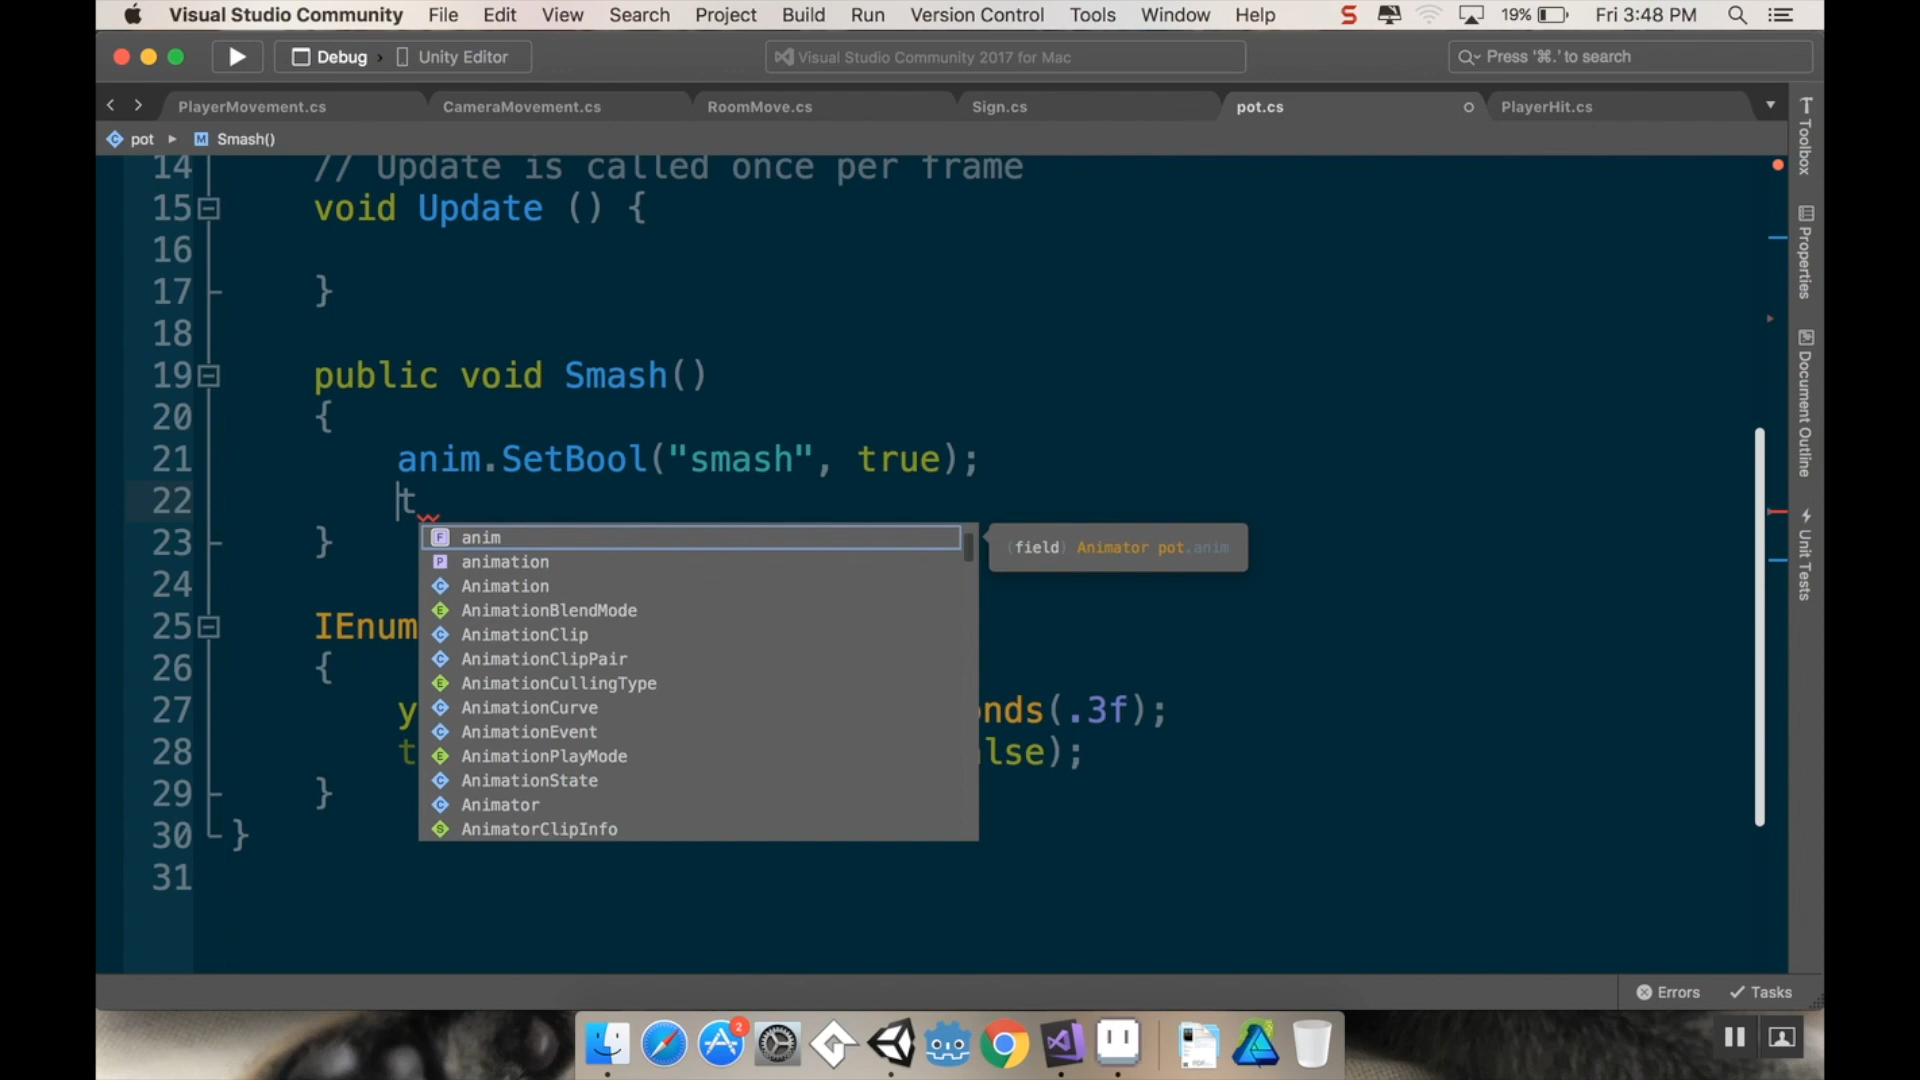 Visual Studio Community File Edit View Search Project Build Run Version Control Tools Window Help S 19% Fri 3:48 PM
Debug Unity Editor Visual Studio Community 2017 for Mac Press '⌘.' to search
PlayerMovement.cs CameraMovement.cs RoomMove.cs Sign.cs pot.cs PlayerHit.cs
C pot M Smash()
14 // Update is called once per frame
15 void Update () {
16
17 }
18
19 public void Smash()
20 {
21 anim.SetBool("smash", true);
22 t
F anim
(field) Animator pot.anim
P animation
C Animation
E AnimationBlendMode
C AnimationClip
C AnimationClipPair
E AnimationCullingType
C AnimationCurve
C AnimationEvent
E AnimationPlayMode
C AnimationState
C Animator
S AnimatorClipInfo
23 }
24
25 IEnum
26 {
27 y onds(.3f);
28 t alse);
29 }
30 }
31
Toolbox
Properties
Document Outline
Unit Tests
Errors Tasks
2
PDF